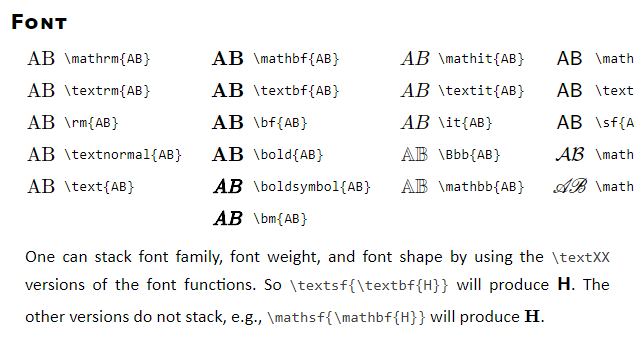 FONT
AB \mathrm{AB} AB \mathbf{AB} AB \mathit{AB} AB \math
AB \textrm{AB} AB \textbf{AB} AB \textit{AB} AB \text
AB \rm{AB} AB \bf{AB} AB \it{AB} AB \sf{A
AB \textnormal{AB} AB \bold{AB} 𝔸𝔹 \Bbb{AB} 𝒜ℬ \math
AB \text{AB} AB \boldsymbol{AB} 𝔸𝔹 \mathbb{AB} 𝒜ℬ \math
AB \bm{AB}
One can stack font family, font weight, and font shape by using the \textXX
versions of the font functions. So \textsf{\textbf{H}} will produce H. The
other versions do not stack, e.g., \mathsf{\mathbf{H}} will produce H.